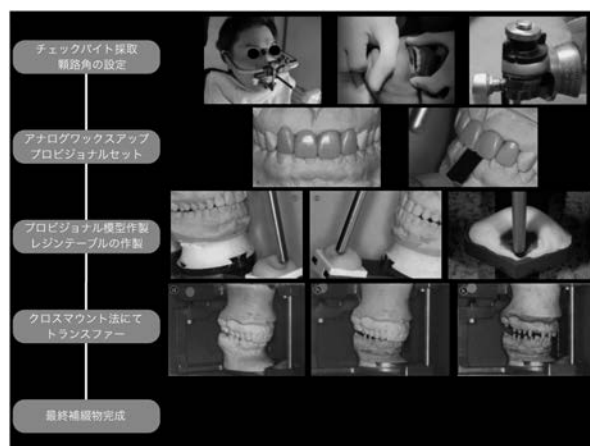 チェックバイト採取
顆路角の設定
アナログワックスアップ
プロビジョナルセット
プロビジョナル模型作製
レジンテーブルの作製
クロスマウント法にて
トランスファー
最終補綴物完成